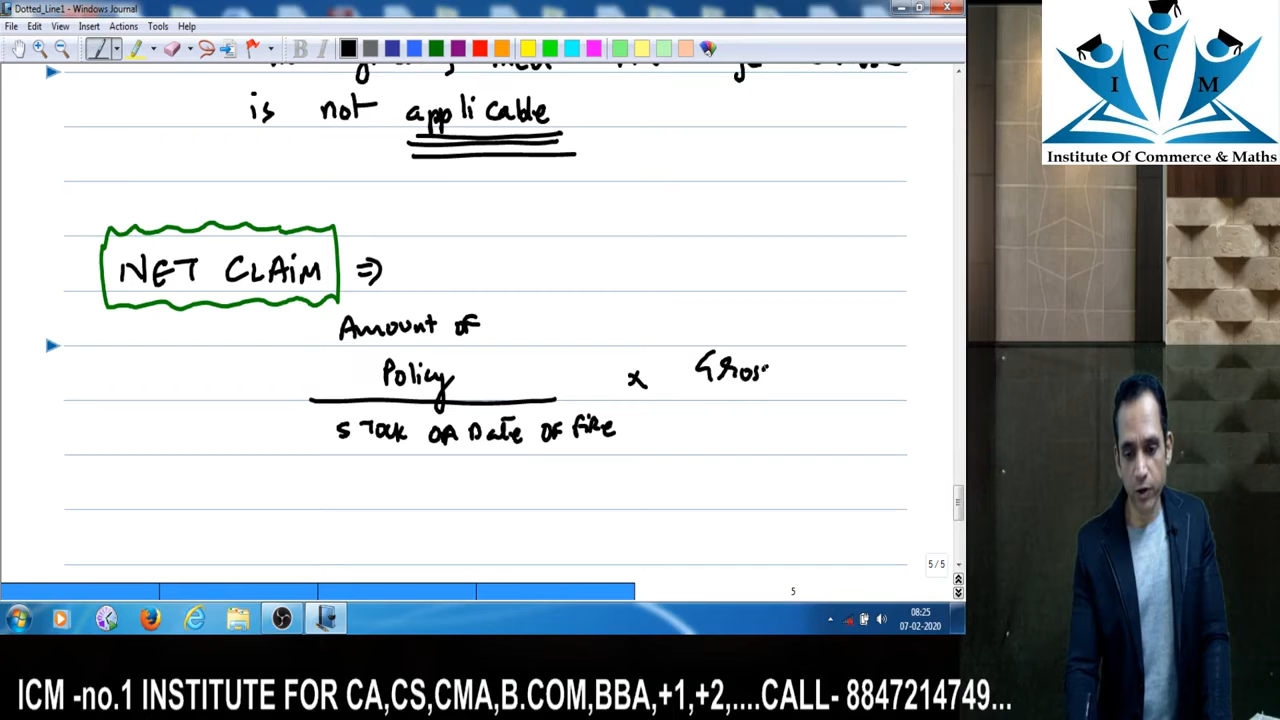 Dotted_Line1 - Windows Journal
File Edit View Insert Actions Tools Help
is not applicable
NET CLAIM ⇒
Amount of
Policy
x Gros
Stock on Date of fire
5/5
5
08:25
07-02-2020
I C M
Institute Of Commerce & Maths
ICM -no.1 INSTITUTE FOR CA,CS,CMA,B.COM,BBA,+1,+2,....CALL- 8847214749...